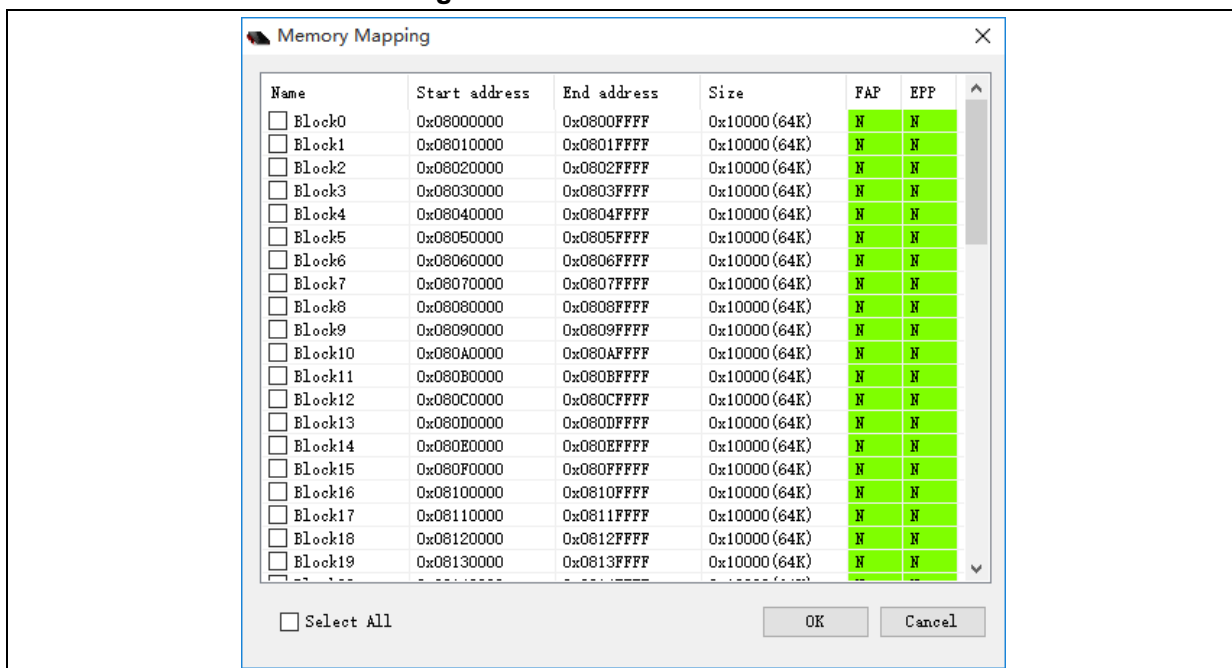 Memory Mapping
Name Start address End address Size FAP EPP
Block0 0x08000000 0x0800FFFF 0x10000(64K) N N
Block1 0x08010000 0x0801FFFF 0x10000(64K) N N
Block2 0x08020000 0x0802FFFF 0x10000(64K) N N
Block3 0x08030000 0x0803FFFF 0x10000(64K) N N
Block4 0x08040000 0x0804FFFF 0x10000(64K) N N
Block5 0x08050000 0x0805FFFF 0x10000(64K) N N
Block6 0x08060000 0x0806FFFF 0x10000(64K) N N
Block7 0x08070000 0x0807FFFF 0x10000(64K) N N
Block8 0x08080000 0x0808FFFF 0x10000(64K) N N
Block9 0x08090000 0x0809FFFF 0x10000(64K) N N
Block10 0x080A0000 0x080AFFFF 0x10000(64K) N N
Block11 0x080B0000 0x080BFFFF 0x10000(64K) N N
Block12 0x080C0000 0x080CFFFF 0x10000(64K) N N
Block13 0x080D0000 0x080DFFFF 0x10000(64K) N N
Block14 0x080E0000 0x080EFFFF 0x10000(64K) N N
Block15 0x080F0000 0x080FFFFF 0x10000(64K) N N
Block16 0x08100000 0x0810FFFF 0x10000(64K) N N
Block17 0x08110000 0x0811FFFF 0x10000(64K) N N
Block18 0x08120000 0x0812FFFF 0x10000(64K) N N
Block19 0x08130000 0x0813FFFF 0x10000(64K) N N
Select All OK Cancel